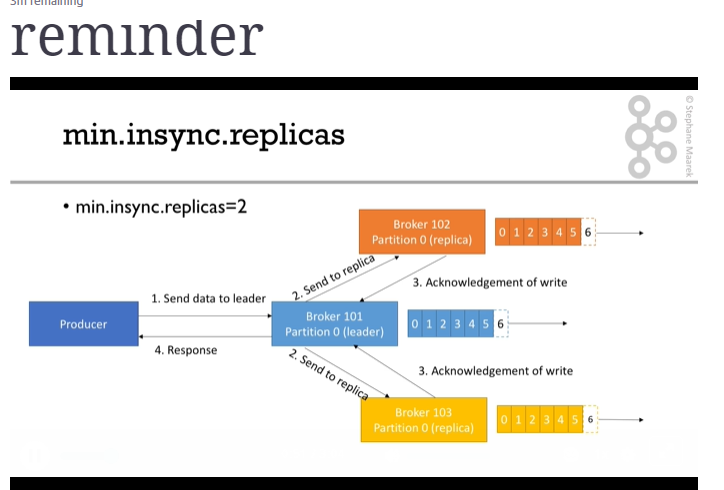 3m remaining
reminder
min.insync.replicas
© Stephane Maarek
• min.insync.replicas=2
Broker 102
Partition 0 (replica)
0 1 2 3 4 5 6
2. Send to replica
3. Acknowledgement of write
1. Send data to leader
Producer
Broker 101
Partition 0 (leader)
0 1 2 3 4 5 6
4. Response
2. Send to replica
3. Acknowledgement of write
Broker 103
Partition 0 (replica)
0 1 2 3 4 5 6